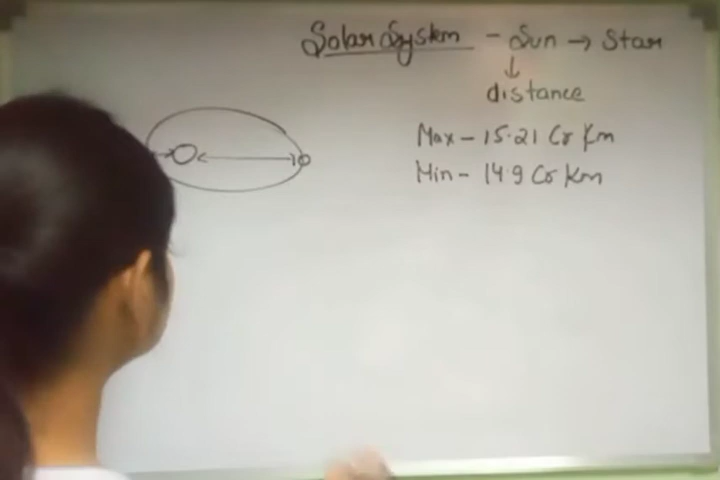 Solar System - Sun → Star
↓
distance
Max - 15.21 Cr Km
Min - 14.9 Cr Km